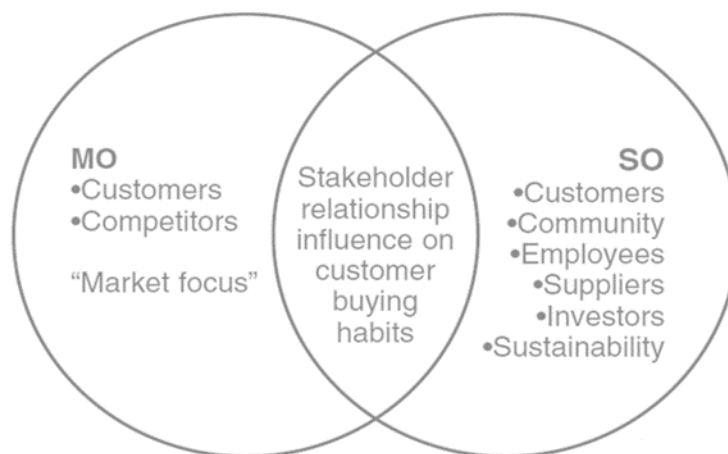 MO
•Customers
•Competitors
“Market focus”
Stakeholder
relationship
influence on
customer
buying
habits
SO
•Customers
•Community
•Employees
•Suppliers
•Investors
•Sustainability